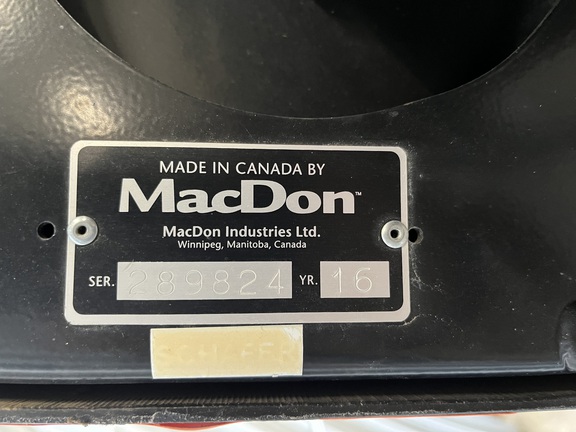 MADE IN CANADA BY
MacDon™
MacDon Industries Ltd.
Winnipeg, Manitoba, Canada
SER. 289824 YR. 16